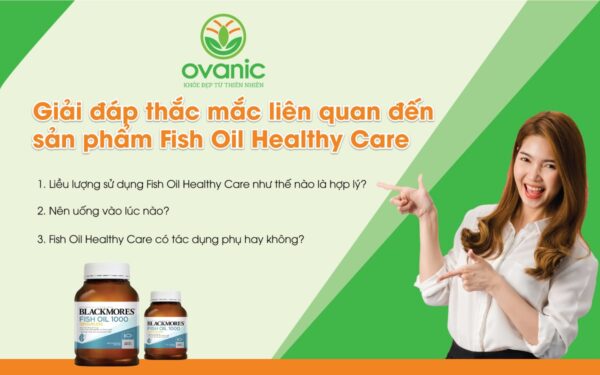 ovanic
KHỎE ĐẸP TỪ THIÊN NHIÊN
Giải đáp thắc mắc liên quan đến
sản phẩm Fish Oil Healthy Care
1. Liều lượng sử dụng Fish Oil Healthy Care như thế nào là hợp lý?
2. Nên uống vào lúc nào?
3. Fish Oil Healthy Care có tác dụng phụ hay không?
BLACKMORES
FISH OIL 1000
BLACKMORES
FISH OIL 1000